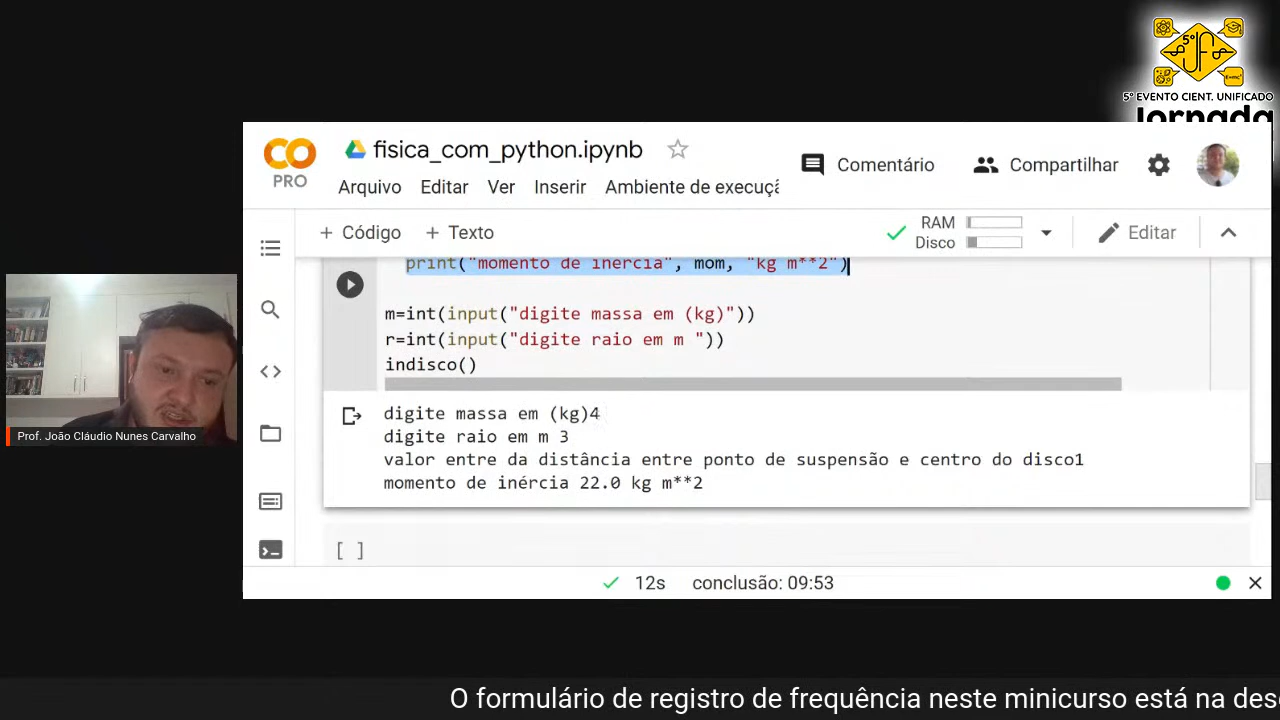 5º
5º EVENTO CIENT. UNIFICADO
Jornada
CO
PRO
fisica_com_python.ipynb
Comentário
Compartilhar
Arquivo Editar Ver Inserir Ambiente de execuçã
+ Código + Texto
RAM
Disco
Editar
print("momento de inércia", mom, "kg m**2")
m=int(input("digite massa em (kg)"))
r=int(input("digite raio em m "))
indisco()
digite massa em (kg)4
digite raio em m 3
valor entre da distância entre ponto de suspensão e centro do disco1
momento de inércia 22.0 kg m**2
[ ]
12s conclusão: 09:53
Prof. João Cláudio Nunes Carvalho
O formulário de registro de frequência neste minicurso está na des